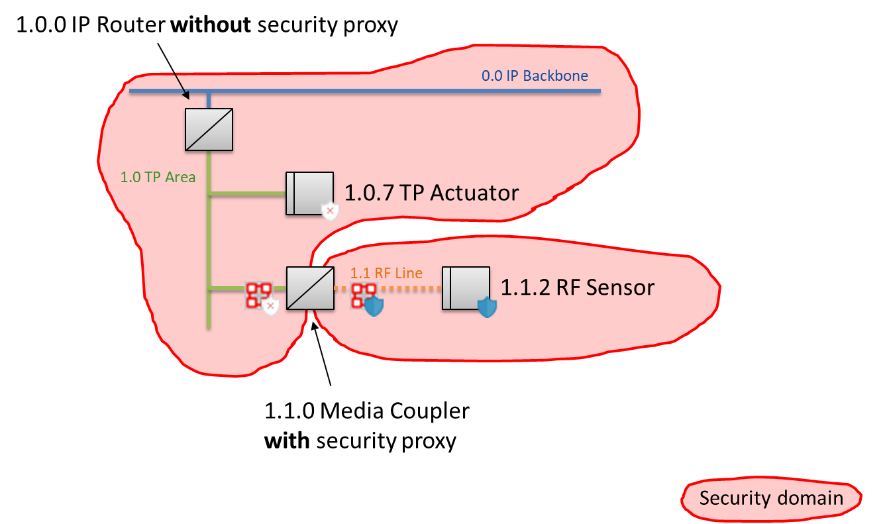 1.0.0 IP Router without security proxy
0.0 IP Backbone
1.0 TP Area
1.0.7 TP Actuator
1.1 RF Line
1.1.2 RF Sensor
1.1.0 Media Coupler
with security proxy
Security domain